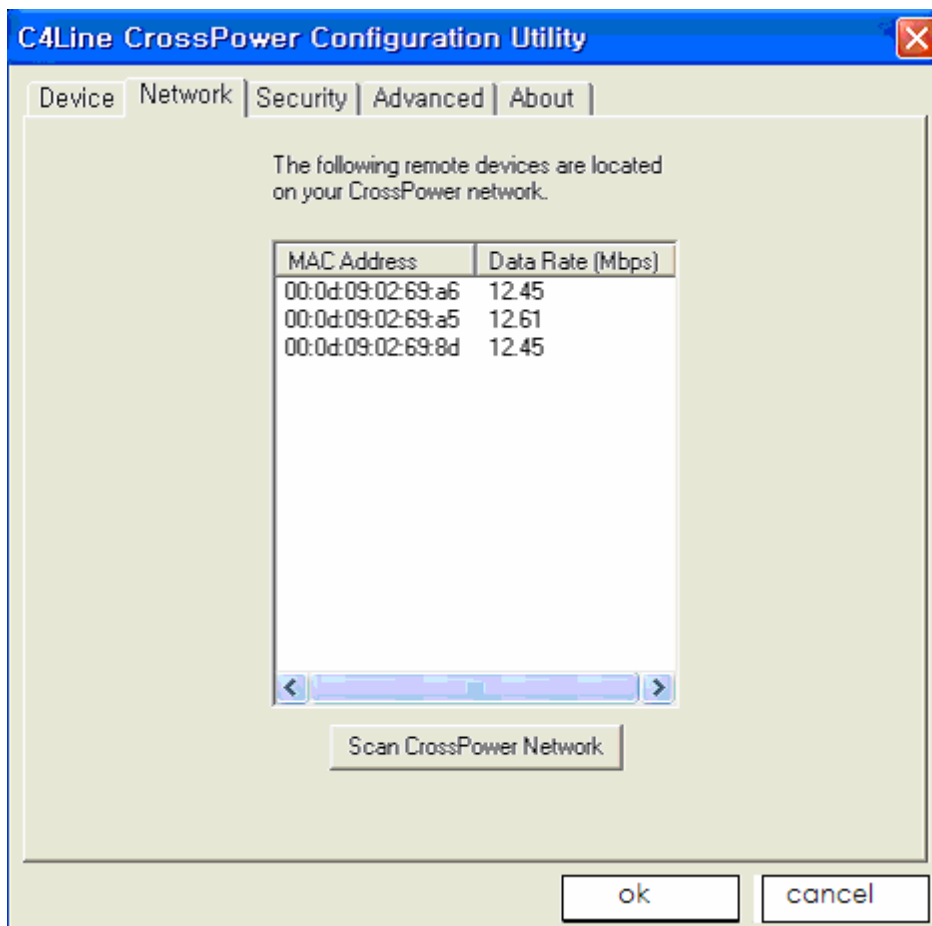 C4Line CrossPower Configuration Utility
Device Network Security Advanced About
The following remote devices are located
on your CrossPower network.
MAC Address Data Rate (Mbps)
00:0d:09:02:69:a6 12.45
00:0d:09:02:69:a5 12.61
00:0d:09:02:69:8d 12.45
Scan CrossPower Network
ok cancel